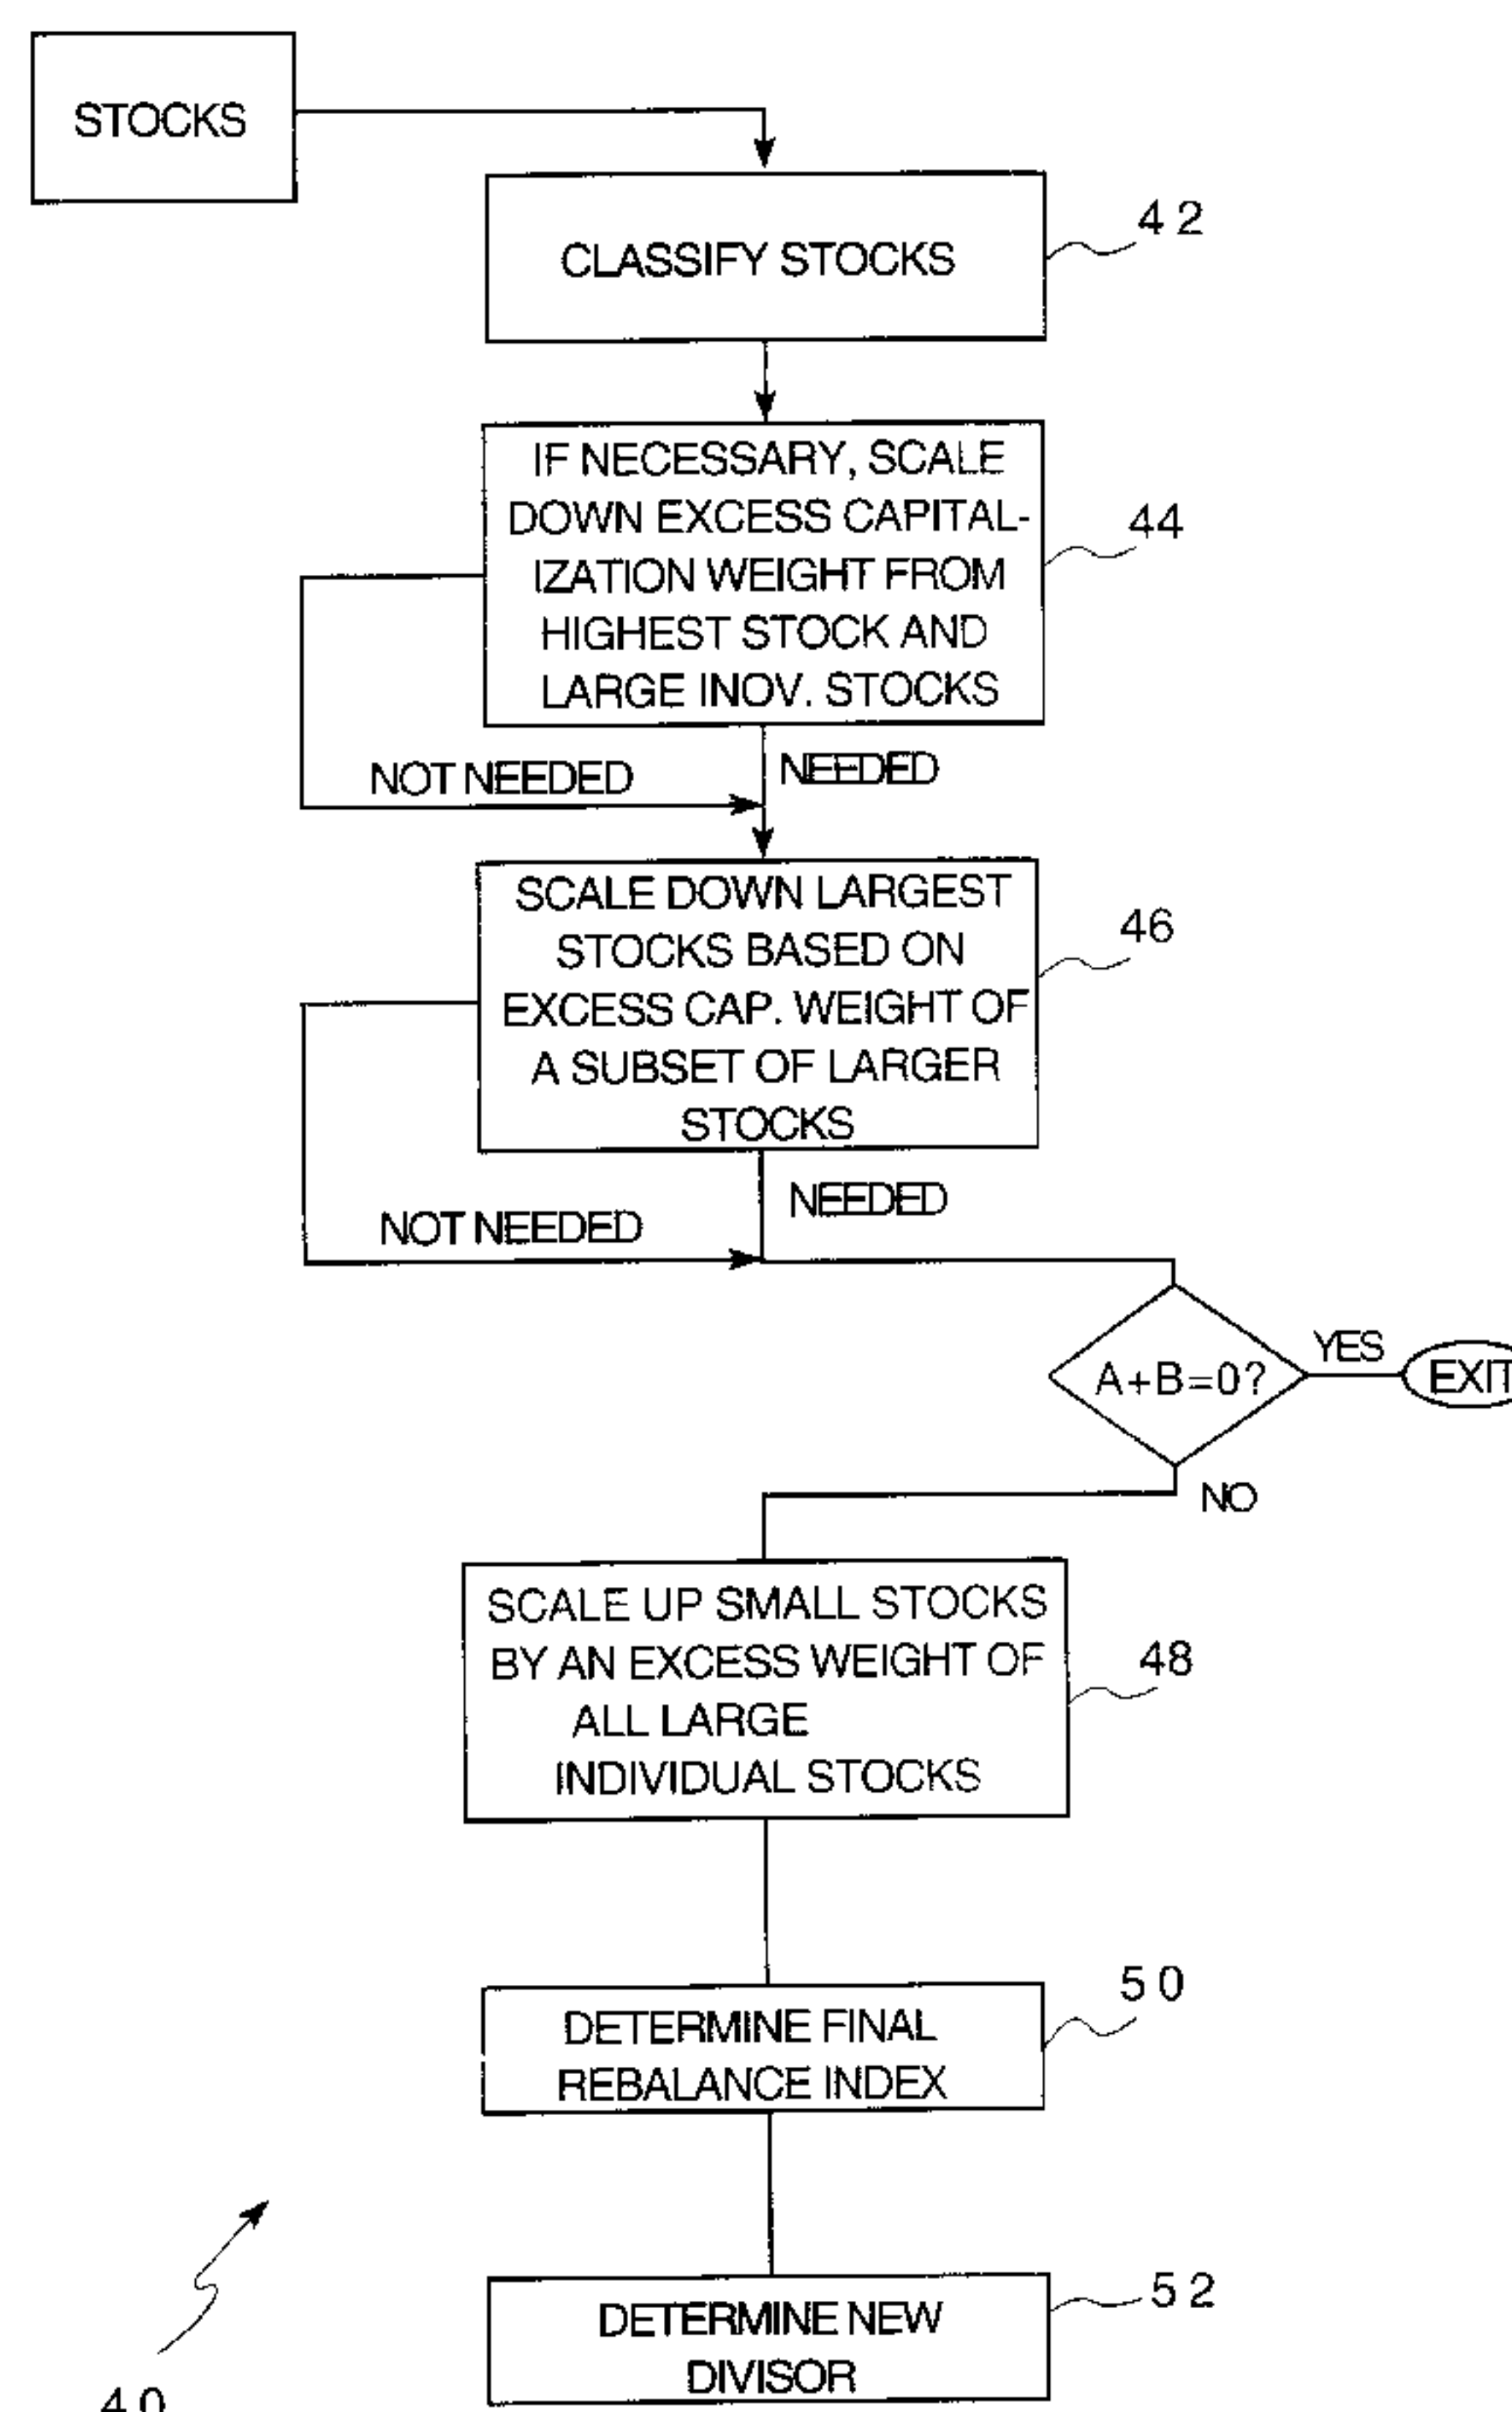 STOCKS
CLASSIFY STOCKS
42
IF NECESSARY, SCALE
DOWN EXCESS CAPITAL-
IZATION WEIGHT FROM
HIGHEST STOCK AND
LARGE INOV. STOCKS
44
NOT NEEDED
NEEDED
SCALE DOWN LARGEST
STOCKS BASED ON
EXCESS CAP. WEIGHT OF
A SUBSET OF LARGER
STOCKS
46
NOT NEEDED
NEEDED
A+B=0?
YES
EXIT
NO
SCALE UP SMALL STOCKS
BY AN EXCESS WEIGHT OF
ALL LARGE
INDIVIDUAL STOCKS
48
DETERMINE FINAL
REBALANCE INDEX
50
DETERMINE NEW
DIVISOR
52
40